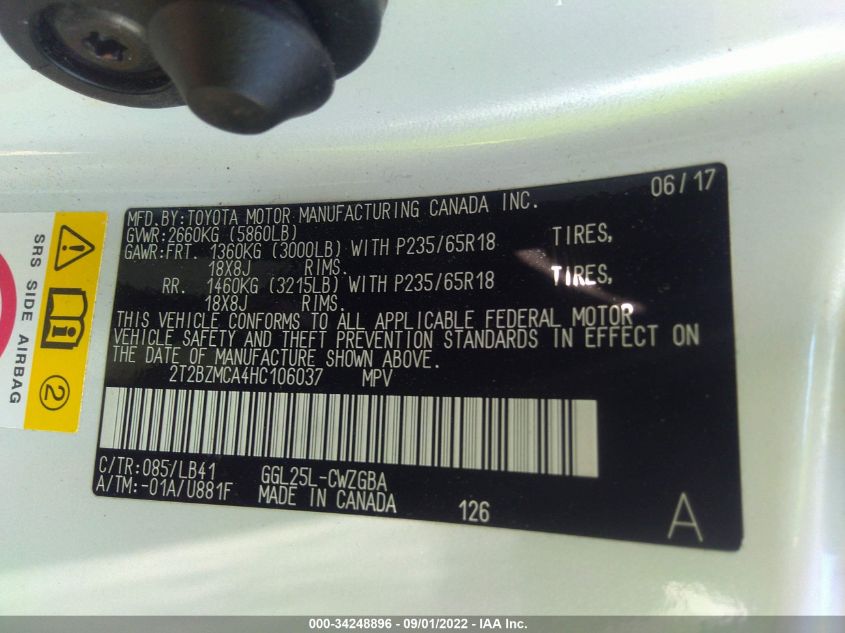 06/17
MFD.BY:TOYOTA MOTOR MANUFACTURING CANADA INC.
GVWR:2660KG (5860LB)
GAWR:FRT. 1360KG (3000LB) WITH P235/65R18 TIRES,
18X8J RIMS.
RR. 1460KG (3215LB) WITH P235/65R18 TIRES,
18X8J RIMS.
THIS VEHICLE CONFORMS TO ALL APPLICABLE FEDERAL MOTOR
VEHICLE SAFETY AND THEFT PREVENTION STANDARDS IN EFFECT ON
THE DATE OF MANUFACTURE SHOWN ABOVE.
2T2BZMCA4HC106037 MPV
C/TR:085/LB41 GGL25L-CWZGBA
A/TM:-01A/U881F MADE IN CANADA 126
A
SRS SIDE AIRBAG
2
000-34248896 - 09/01/2022 - IAA Inc.